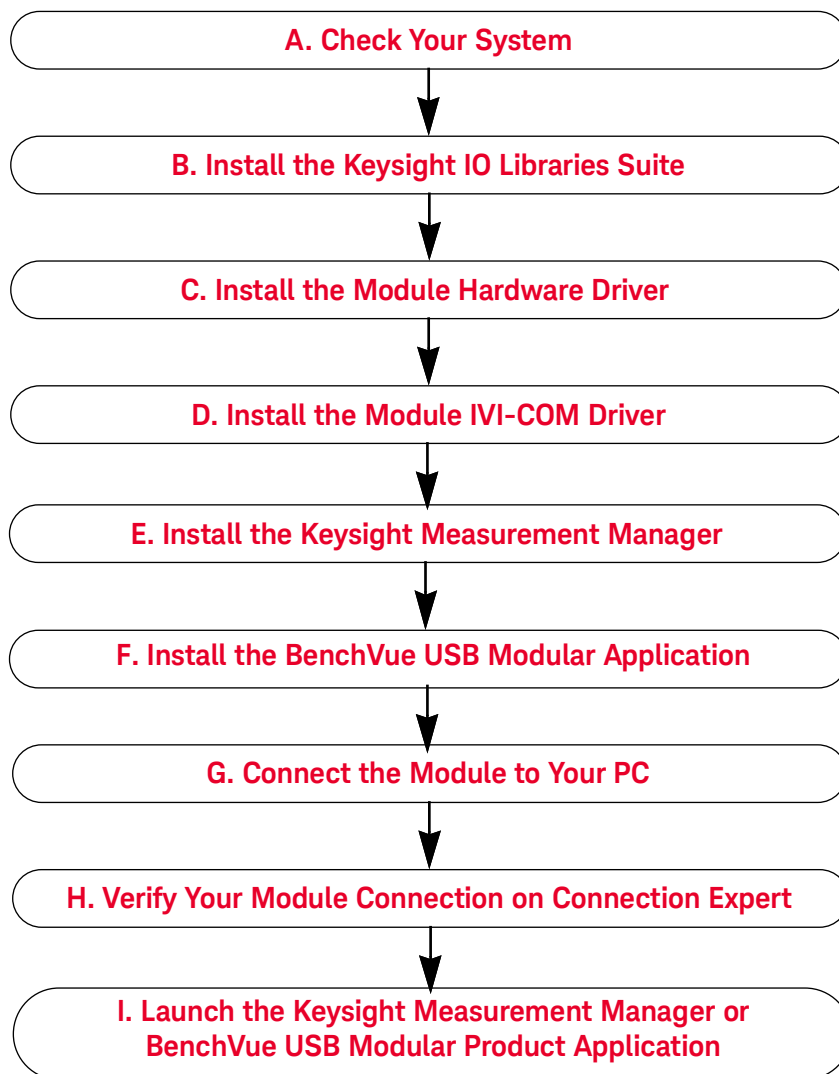 A. Check Your System
B. Install the Keysight IO Libraries Suite
C. Install the Module Hardware Driver
D. Install the Module IVI-COM Driver
E. Install the Keysight Measurement Manager
F. Install the BenchVue USB Modular Application
G. Connect the Module to Your PC
H. Verify Your Module Connection on Connection Expert
I. Launch the Keysight Measurement Manager or
BenchVue USB Modular Product Application